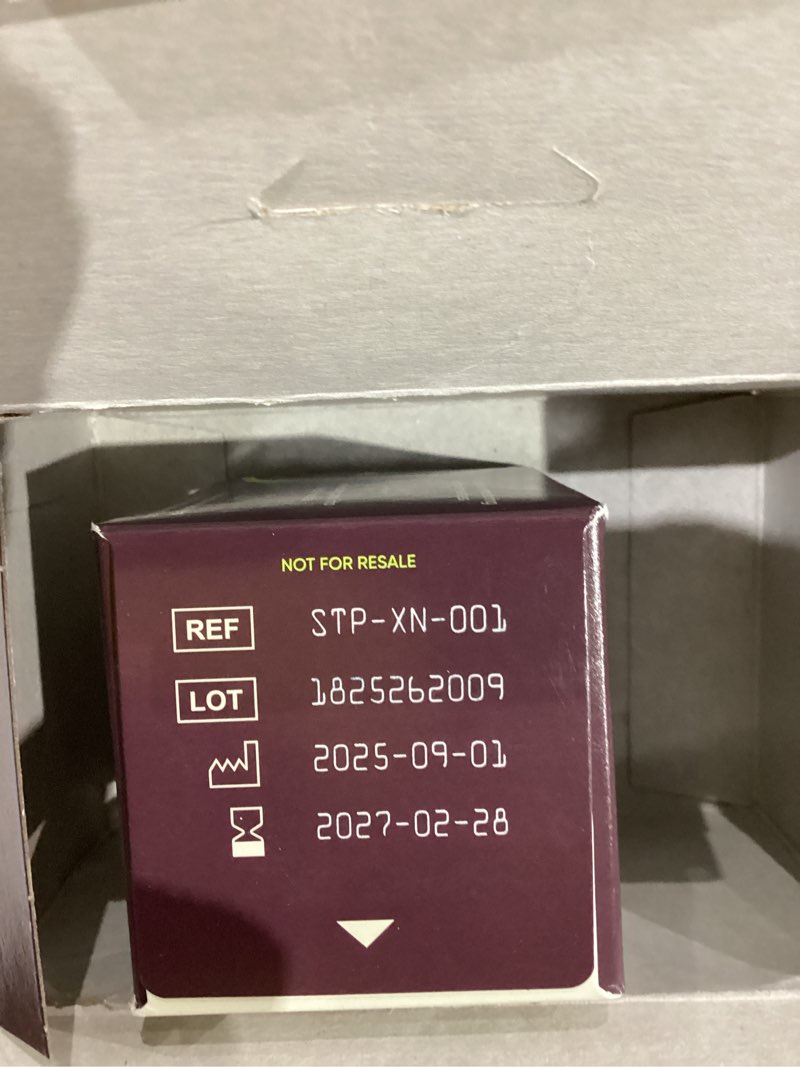 NOT FOR RESALE
REF STP-XN-001
LOT 1825262009
2025-09-01
2027-02-28